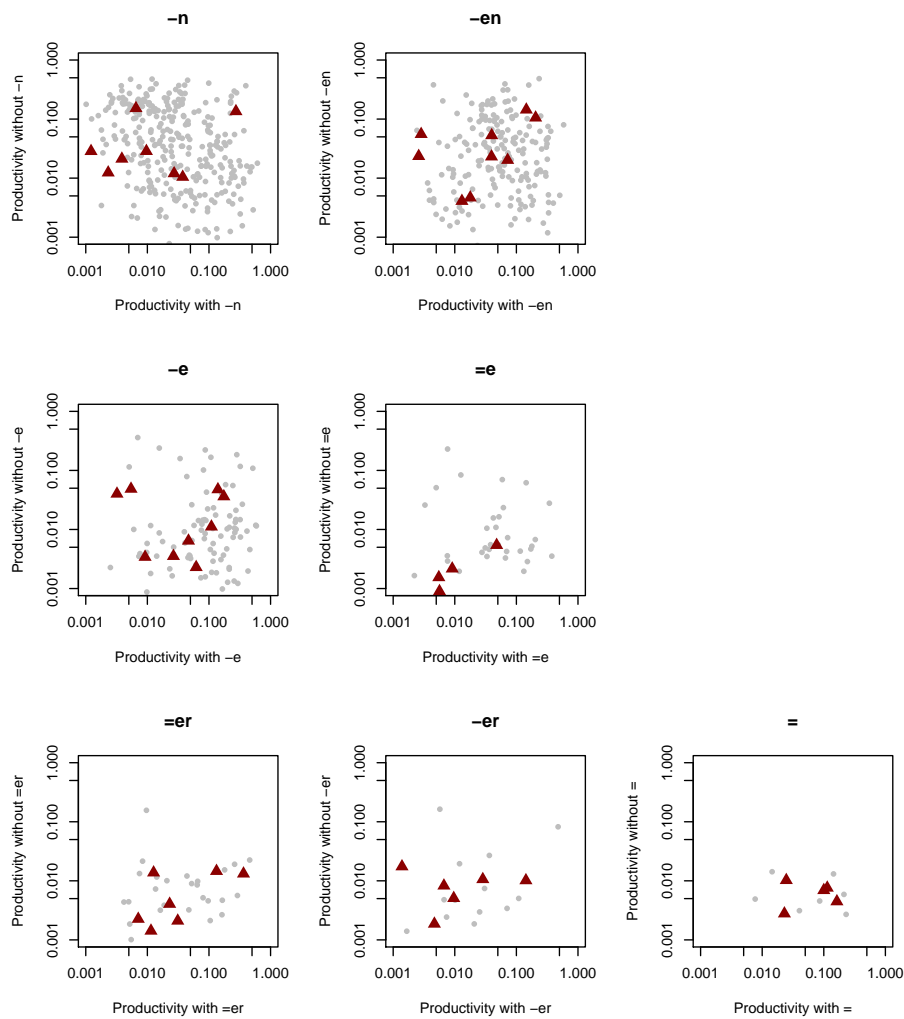 −n
−en
Productivity without −n
0.001 0.010 0.100 1.000
0.001 0.010 0.100 1.000
Productivity with −n
Productivity without −en
0.001 0.010 0.100 1.000
0.001 0.010 0.100 1.000
Productivity with −en
−e
=e
Productivity without −e
0.001 0.010 0.100 1.000
0.001 0.010 0.100 1.000
Productivity with −e
Productivity without =e
0.001 0.010 0.100 1.000
0.001 0.010 0.100 1.000
Productivity with =e
=er
−er
=
Productivity without =er
0.001 0.010 0.100 1.000
0.001 0.010 0.100 1.000
Productivity with =er
Productivity without −er
0.001 0.010 0.100 1.000
0.001 0.010 0.100 1.000
Productivity with −er
Productivity without =
0.001 0.010 0.100 1.000
0.001 0.010 0.100 1.000
Productivity with =